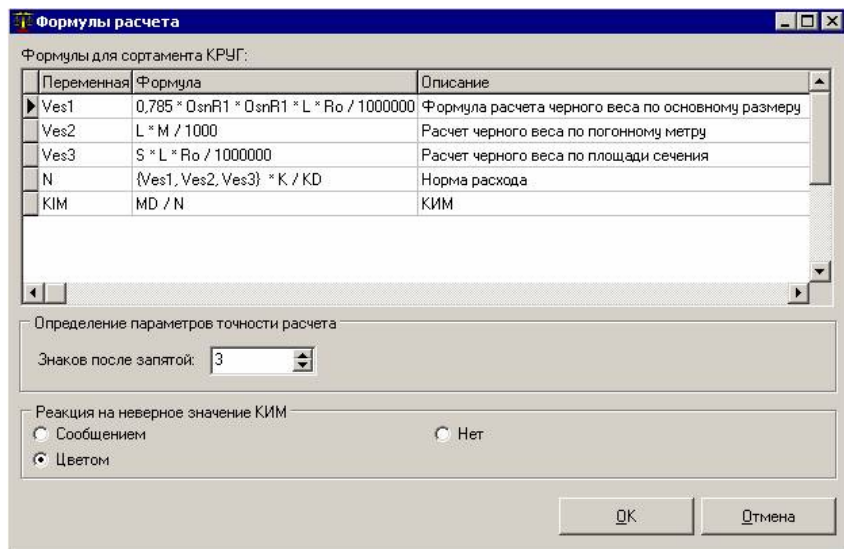 Формулы расчета
Формулы для сортамента КРУГ:
Переменная Формула Описание
Ves1 0,785 * OsnR1 * OsnR1 * L * Ro / 1000000 Формула расчета черного веса по основному размеру
Ves2 L * M / 1000 Расчет черного веса по погонному метру
Ves3 S * L * Ro / 1000000 Расчет черного веса по площади сечения
N {Ves1, Ves2, Ves3} * K / KD Норма расхода
KIM MD / N КИМ
Определение параметров точности расчета
Знаков после запятой: 3
Реакция на неверное значение КИМ
Сообщением Нет
Цветом
OK Отмена